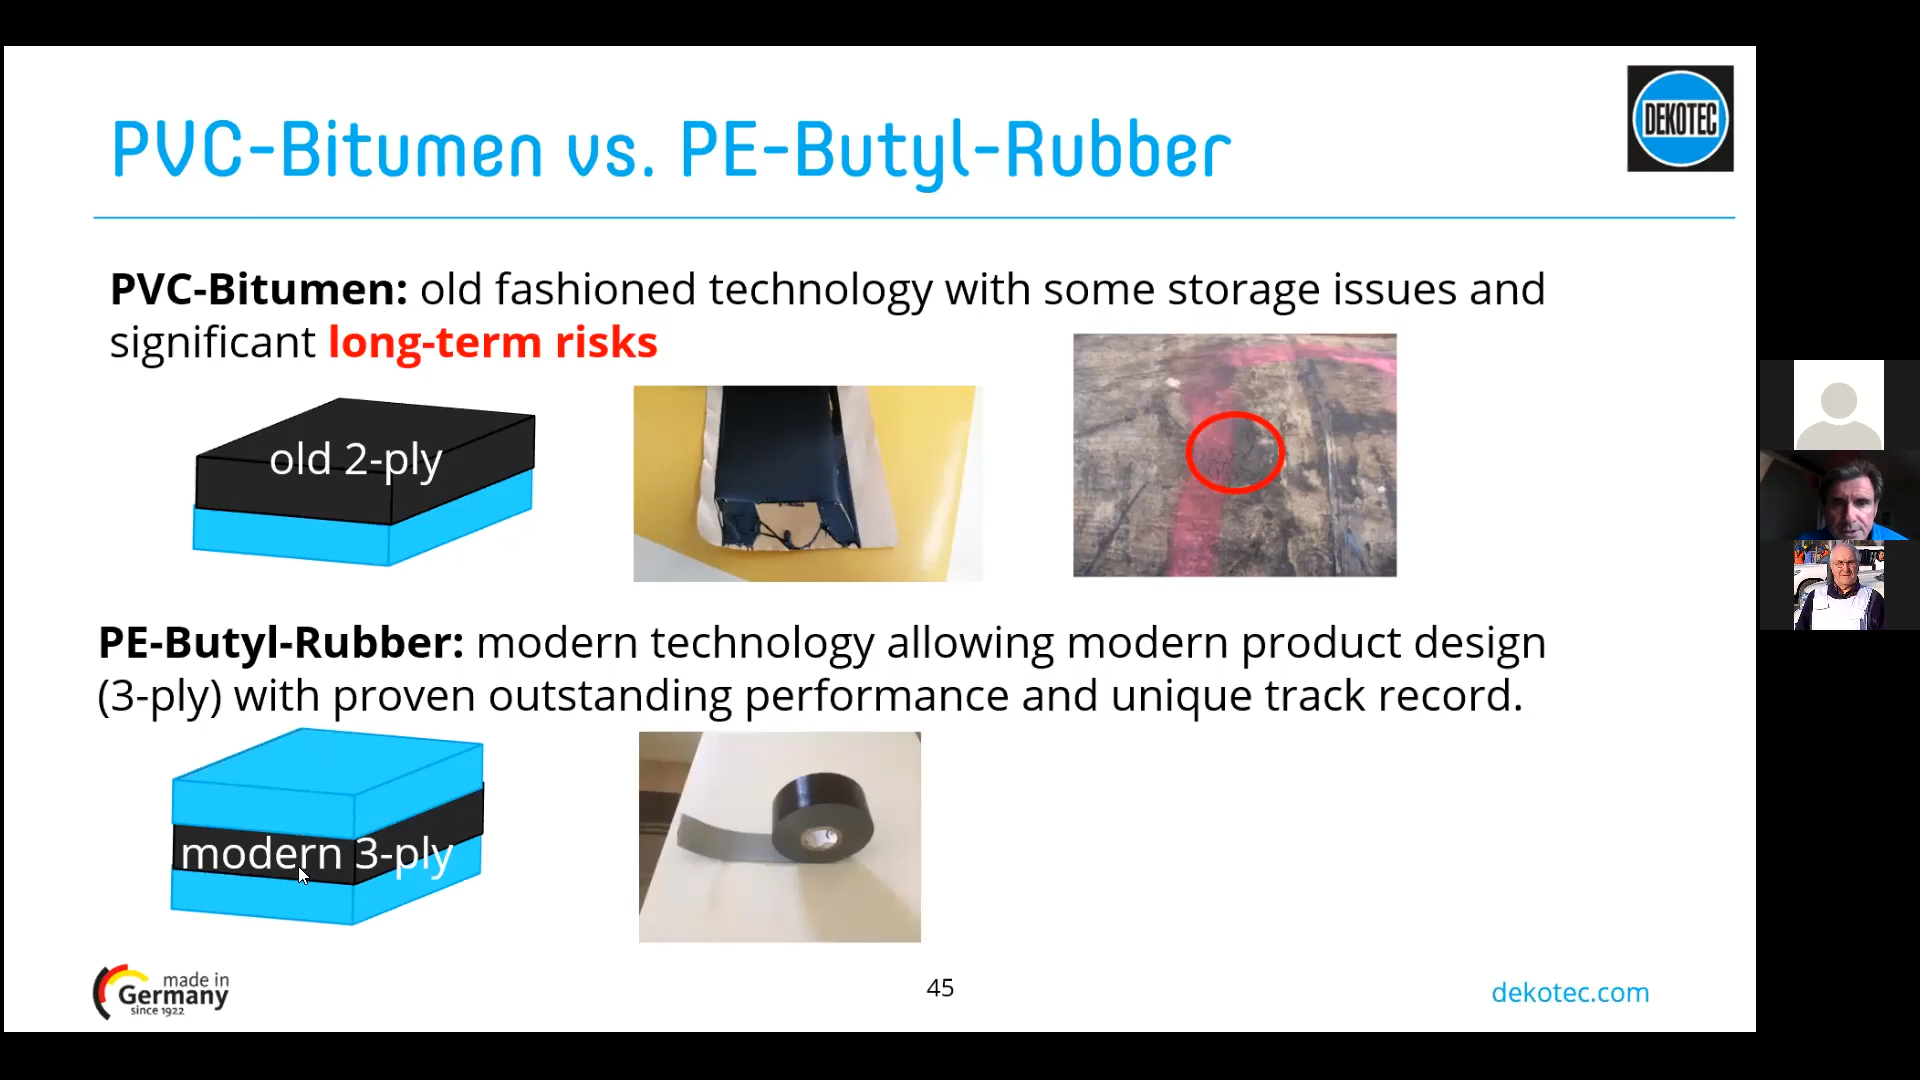 PVC-Bitumen vs. PE-Butyl-Rubber
DEKOTEC
PVC-Bitumen: old fashioned technology with some storage issues and
significant long-term risks
old 2-ply
PE-Butyl-Rubber: modern technology allowing modern product design
(3-ply) with proven outstanding performance and unique track record.
modern 3-ply
made in
Germany
since 1922
45
dekotec.com